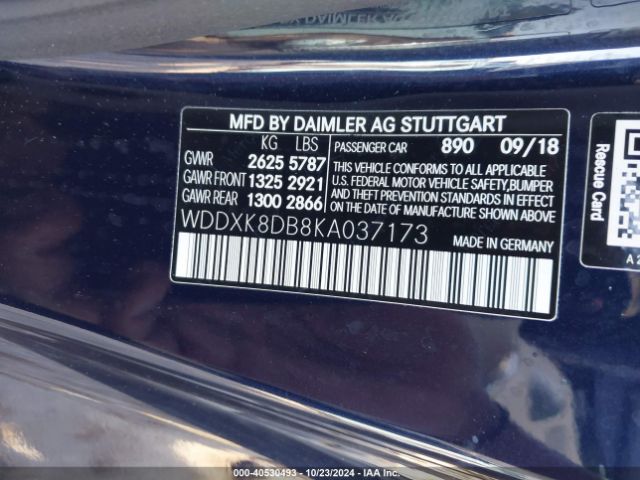 MFD BY DAIMLER AG STUTTGART
KG LBS PASSENGER CAR 890 09/18
GVWR 2625 5787
GAWR FRONT 1325 2921
GAWR REAR 1300 2866
THIS VEHICLE CONFORMS TO ALL APPLICABLE
U.S. FEDERAL MOTOR VEHICLE SAFETY, BUMPER
AND THEFT PREVENTION STANDARDS IN EFFECT
ON THE DATE OF MANUFACTURE SHOWN ABOVE.
WDDXK8DB8KA037173 MADE IN GERMANY
Rescue Card
A 2
000-40530493 - 10/23/2024 - IAA Inc.